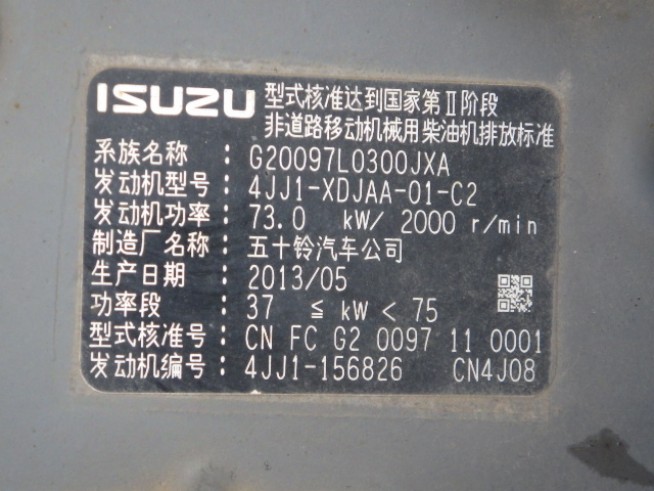 ISUZU 型式核准达到国家第Ⅱ阶段
非道路移动机械用柴油机排放标准
系族名称：G20097L0300JXA
发动机型号：4JJ1-XDJAA-01-C2
发动机功率：73.0 kW/ 2000 r/min
制造厂名称：五十铃汽车公司
生产日期：2013/05
功率段：37 ≦ kW < 75
型式核准号：CN FC G2 0097 11 0001
发动机编号：4JJ1-156826 CN4J08